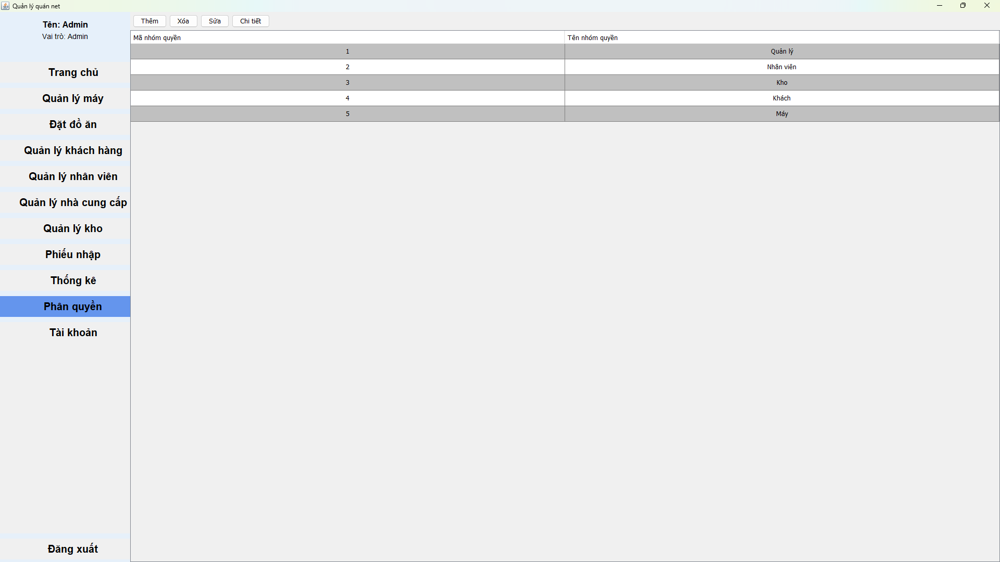 Quản lý quán net
Tên: Admin
Vai trò: Admin
Trang chủ
Quản lý máy
Đặt đồ ăn
Quản lý khách hàng
Quản lý nhân viên
Quản lý nhà cung cấp
Quản lý kho
Phiếu nhập
Thống kê
Phân quyền
Tài khoản
Đăng xuất
Thêm Xóa Sửa Chi tiết
Mã nhóm quyền Tên nhóm quyền
1 Quản lý
2 Nhân viên
3 Kho
4 Khách
5 Máy